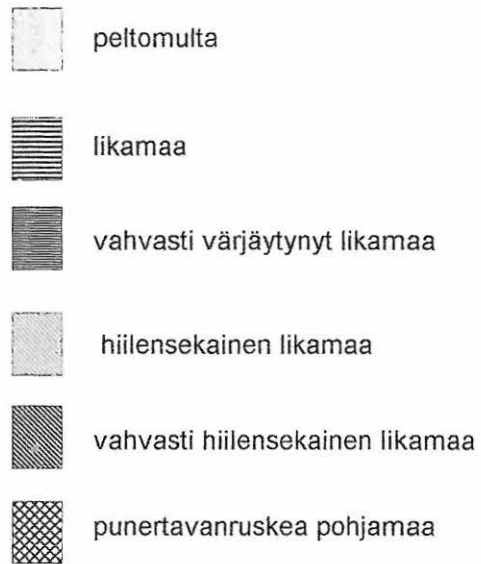 peltomulta
likamaa
vahvasti värjäytynyt likamaa
hiilensekainen likamaa
vahvasti hiilensekainen likamaa
punertavanruskea pohjamaa